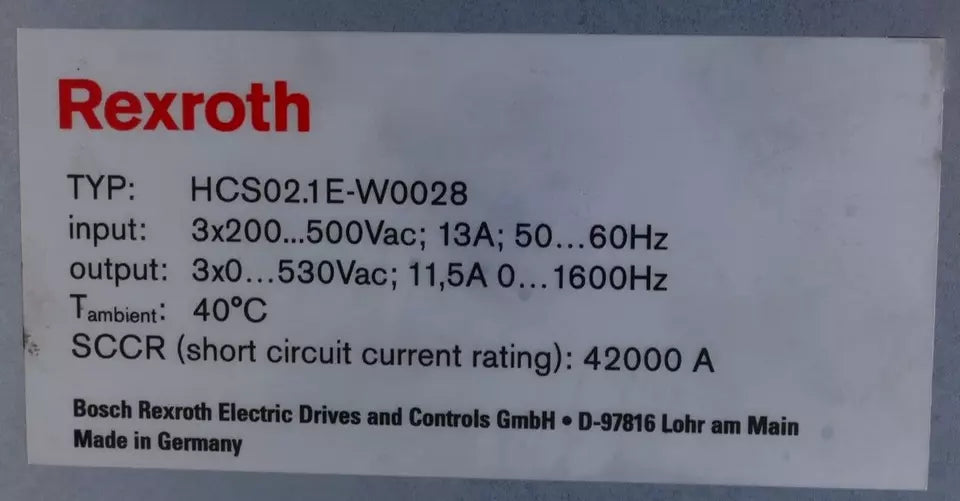 Rexroth
TYP: HCS02.1E-W0028
input: 3x200...500Vac; 13A; 50...60Hz
output: 3x0...530Vac; 11,5A 0...1600Hz
Tambient: 40°C
SCCR (short circuit current rating): 42000 A
Bosch Rexroth Electric Drives and Controls GmbH • D-97816 Lohr am Main
Made in Germany